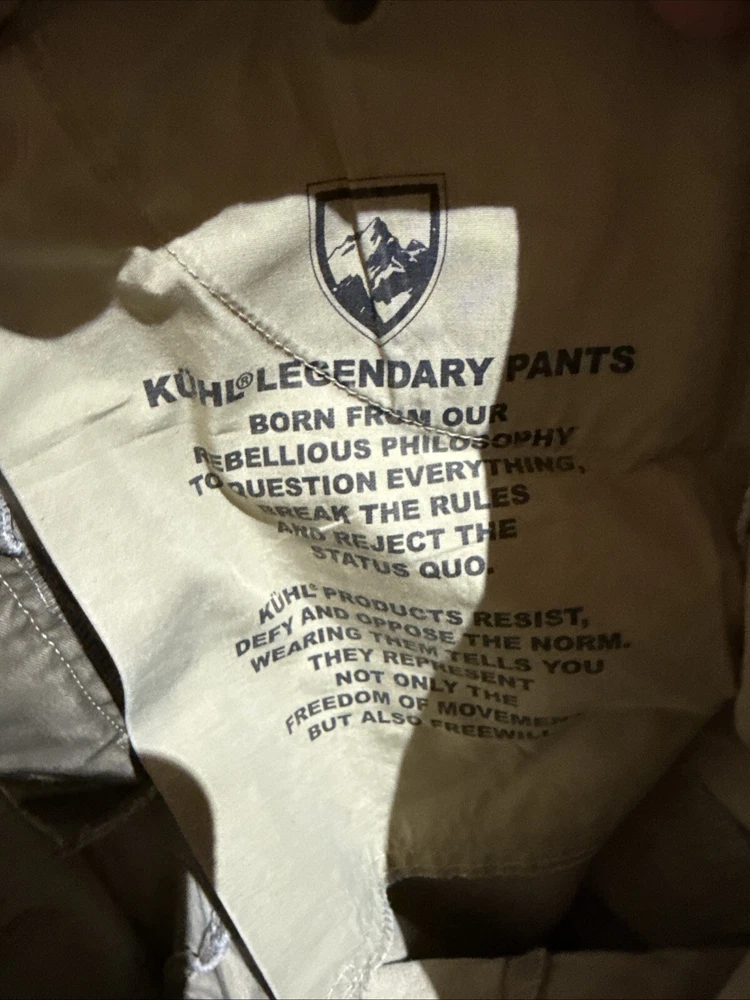 KÜHL® LEGENDARY PANTS
BORN FROM OUR
REBELLIOUS PHILOSOPHY
TO QUESTION EVERYTHING,
BREAK THE RULES
AND REJECT THE
STATUS QUO.
KÜHL® PRODUCTS RESIST,
DEFY AND OPPOSE THE NORM.
WEARING THEM TELLS YOU
THEY REPRESENT
NOT ONLY THE
FREEDOM OF MOVEMENT
BUT ALSO FREEWILL.